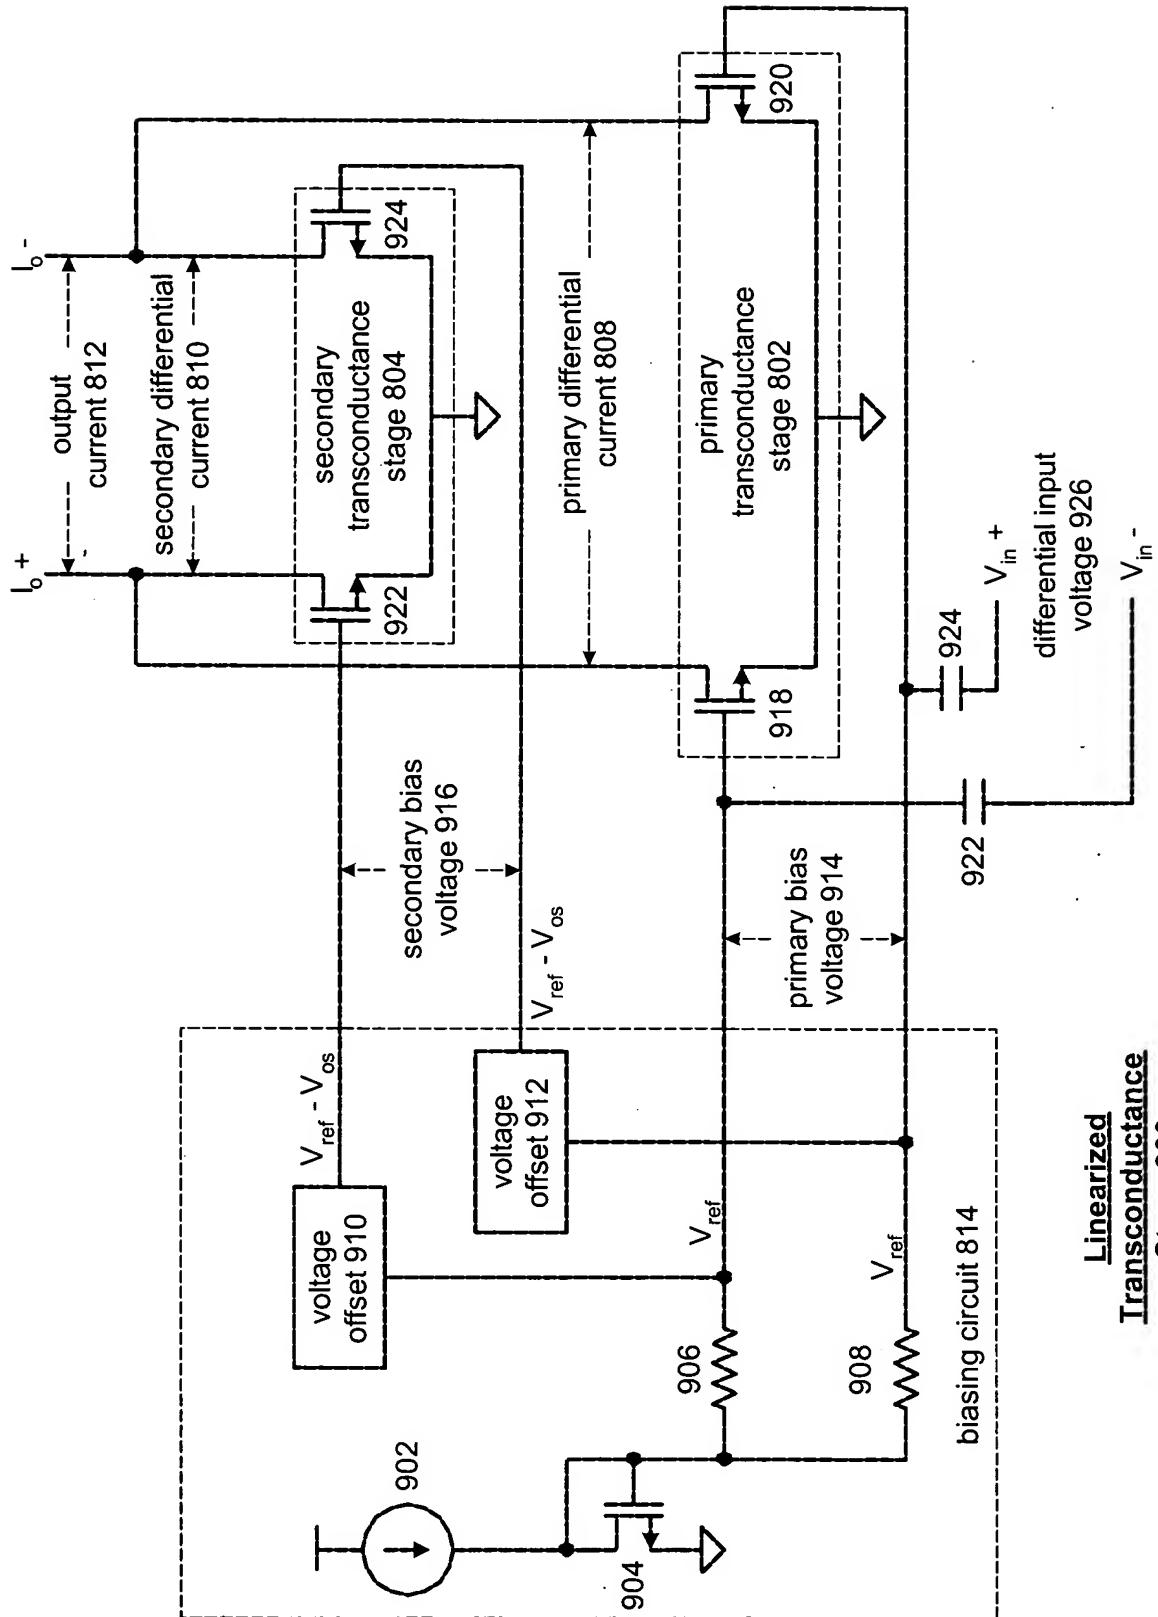 I_o +
I_o -
output
current 812
secondary differential
current 810
922
924
secondary
transconductance
stage 804
primary differential
current 808
918
920
primary
transconductance
stage 802
secondary bias
voltage 916
primary bias
voltage 914
922
924
V_in +
differential input
voltage 926
V_in -
V_ref - V_os
V_ref - V_os
voltage
offset 910
voltage
offset 912
V_ref
V_ref
906
908
902
904
biasing circuit 814
Linearized
Transconductance